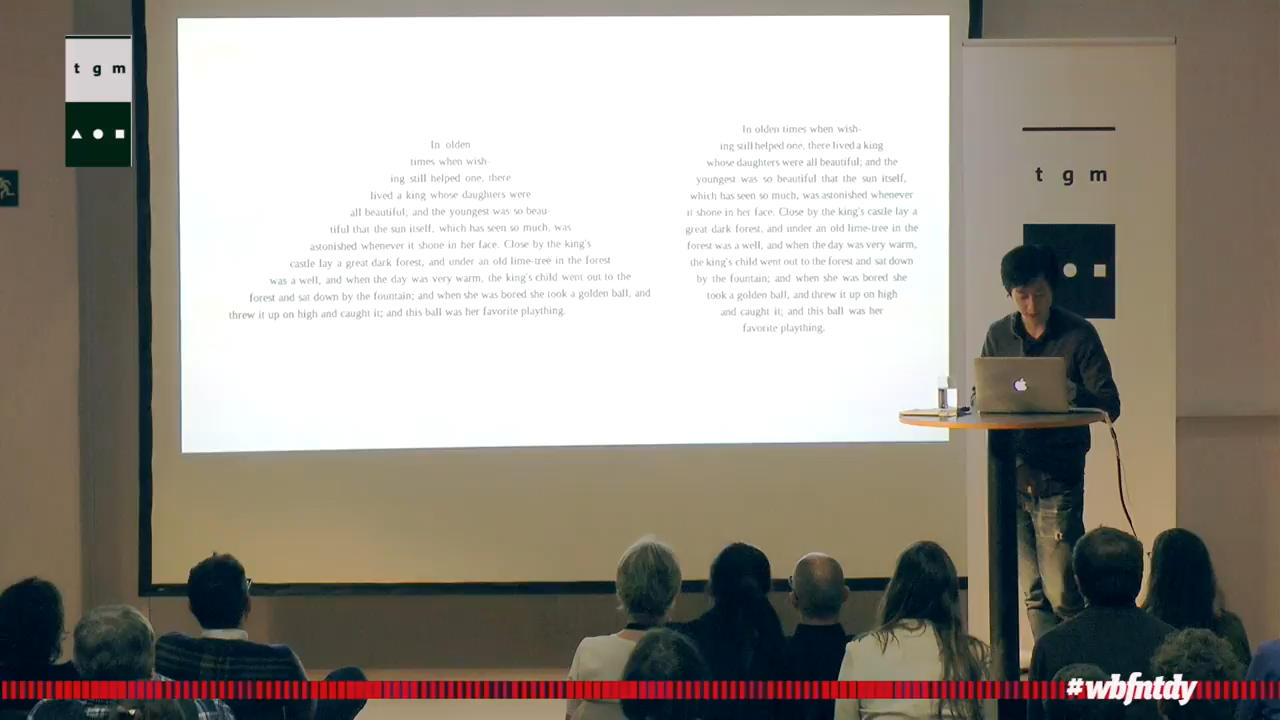 t g m
In olden
times when wish-
ing still helped one, there
lived a king whose daughters were
all beautiful; and the youngest was so beau-
tiful that the sun itself, which has seen so much, was
astonished whenever it shone in her face. Close by the king's
castle lay a great dark forest, and under an old lime-tree in the forest
was a well, and when the day was very warm, the king's child went out to the
forest and sat down by the fountain; and when she was bored she took a golden ball, and
threw it up on high and caught it; and this ball was her favorite plaything.
In olden times when wish-
ing still helped one, there lived a king
whose daughters were all beautiful; and the
youngest was so beautiful that the sun itself,
which has seen so much, was astonished whenever
it shone in her face. Close by the king's castle lay a
great dark forest, and under an old lime-tree in the
forest was a well, and when the day was very warm,
the king's child went out to the forest and sat down
by the fountain; and when she was bored she
took a golden ball, and threw it up on high
and caught it; and this ball was her
favorite plaything.
t g m
#wbfntdy